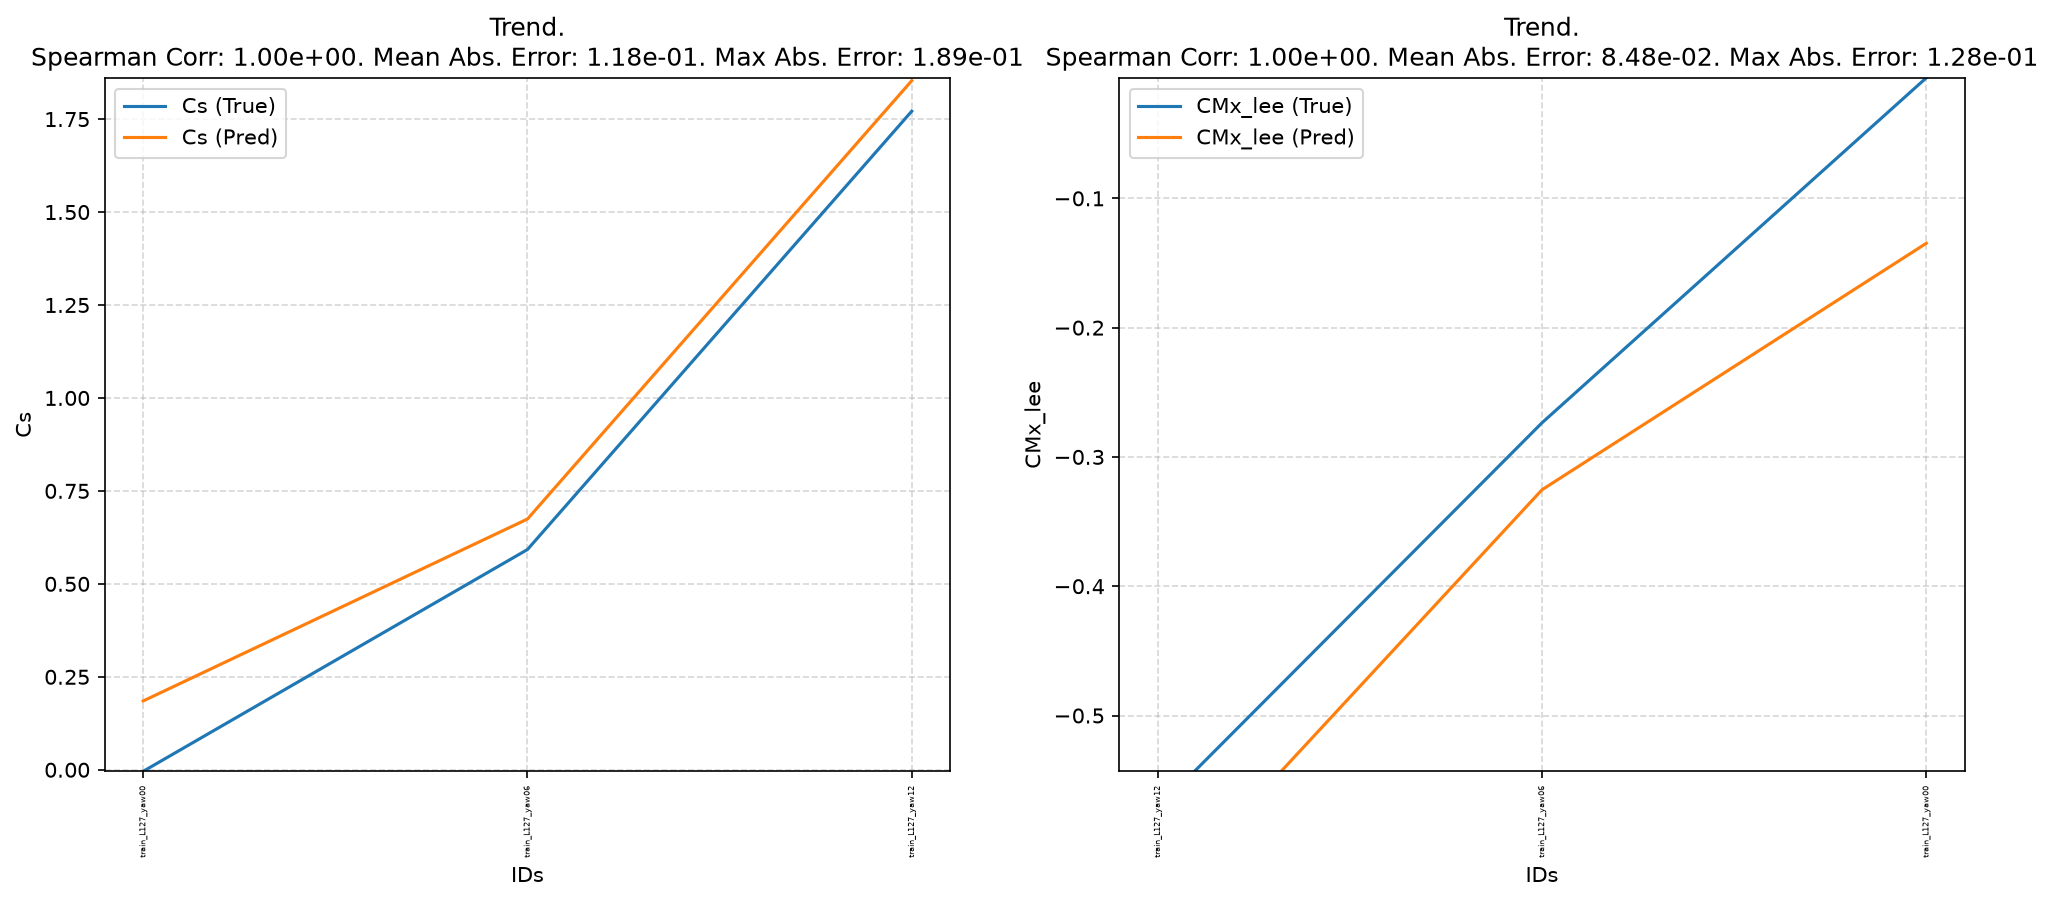 Trend.
Spearman Corr: 1.00e+00. Mean Abs. Error: 1.18e-01. Max Abs. Error: 1.89e-01
Cs (True)
Cs (Pred)
1.75
1.50
1.25
1.00
0.75
0.50
0.25
0.00
Cs
train_L127_yaw00
train_L127_yaw06
train_L127_yaw12
IDs
Trend.
Spearman Corr: 1.00e+00. Mean Abs. Error: 8.48e-02. Max Abs. Error: 1.28e-01
CMx_lee (True)
CMx_lee (Pred)
−0.1
−0.2
−0.3
−0.4
−0.5
CMx_lee
train_L127_yaw12
train_L127_yaw06
train_L127_yaw00
IDs